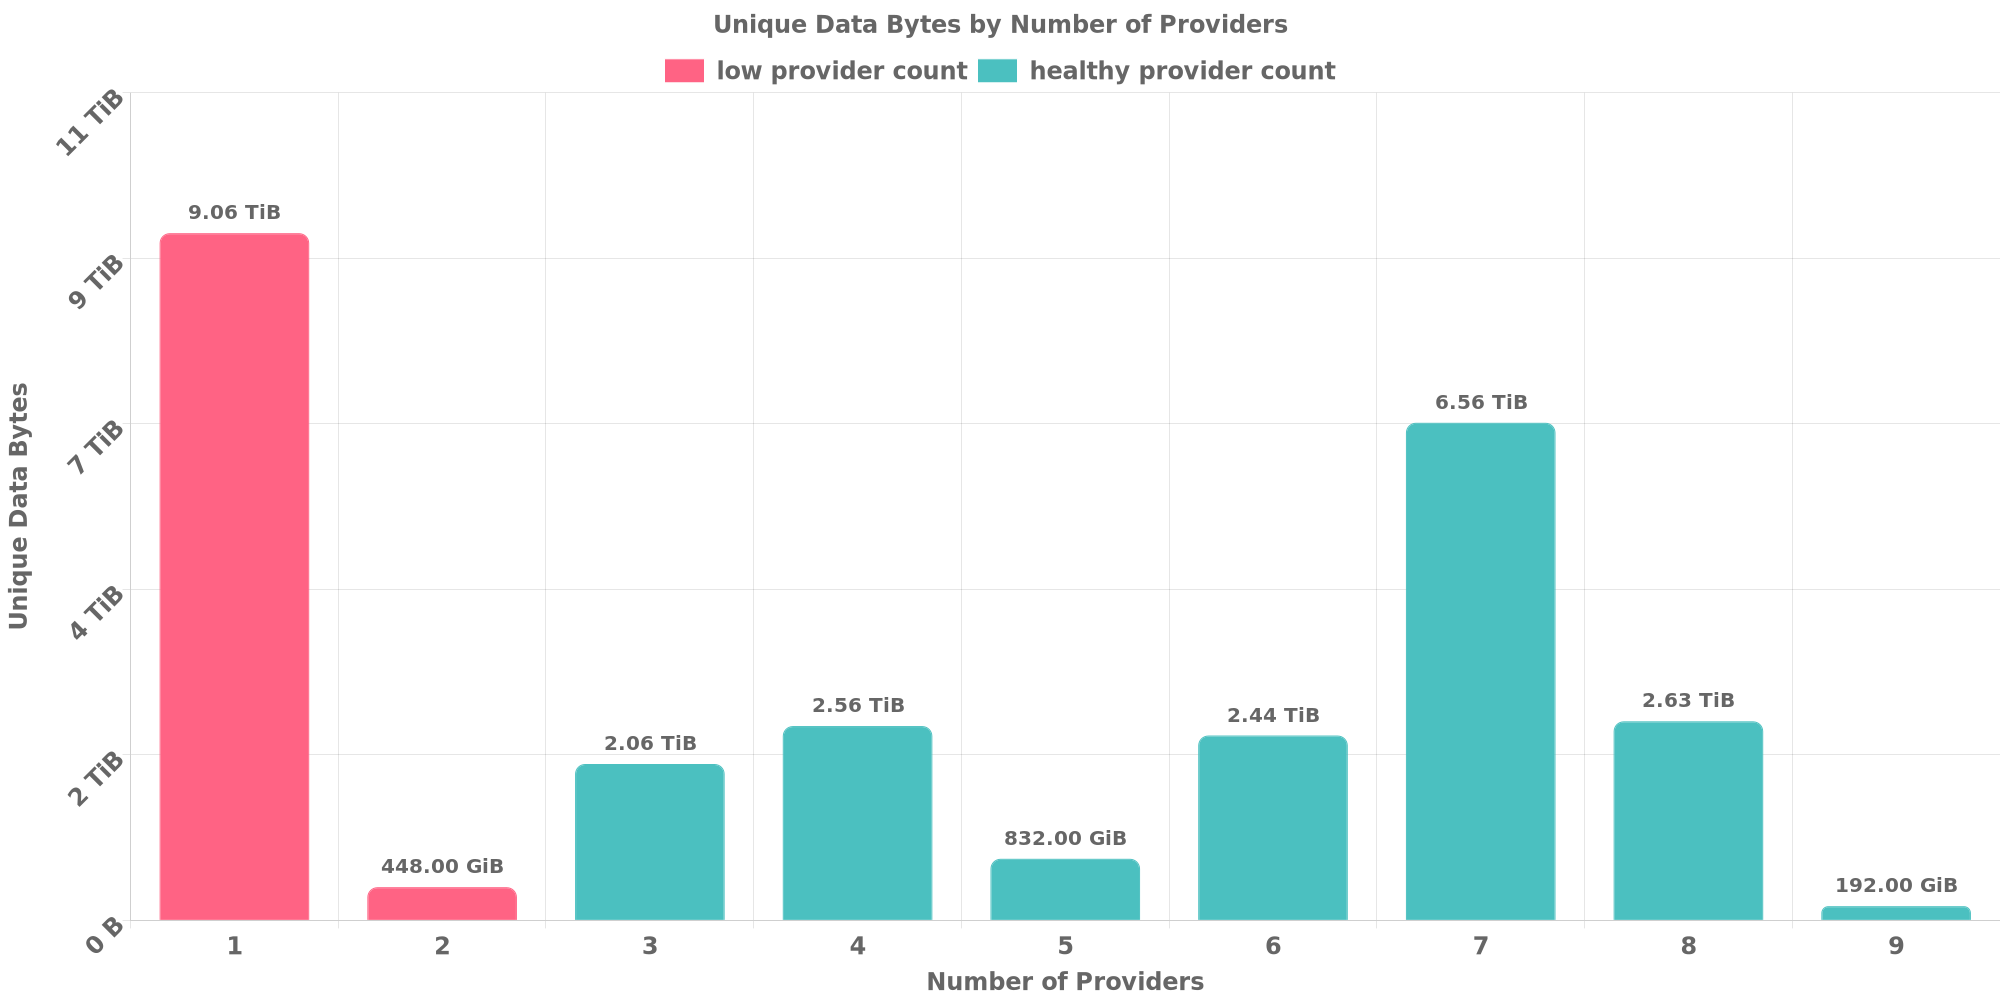 Unique Data Bytes by Number of Providers
low provider count
healthy provider count
11 TiB
9 TiB
7 TiB
4 TiB
2 TiB
0 B
Unique Data Bytes
9.06 TiB
448.00 GiB
2.06 TiB
2.56 TiB
832.00 GiB
2.44 TiB
6.56 TiB
2.63 TiB
192.00 GiB
1 2 3 4 5 6 7 8 9
Number of Providers